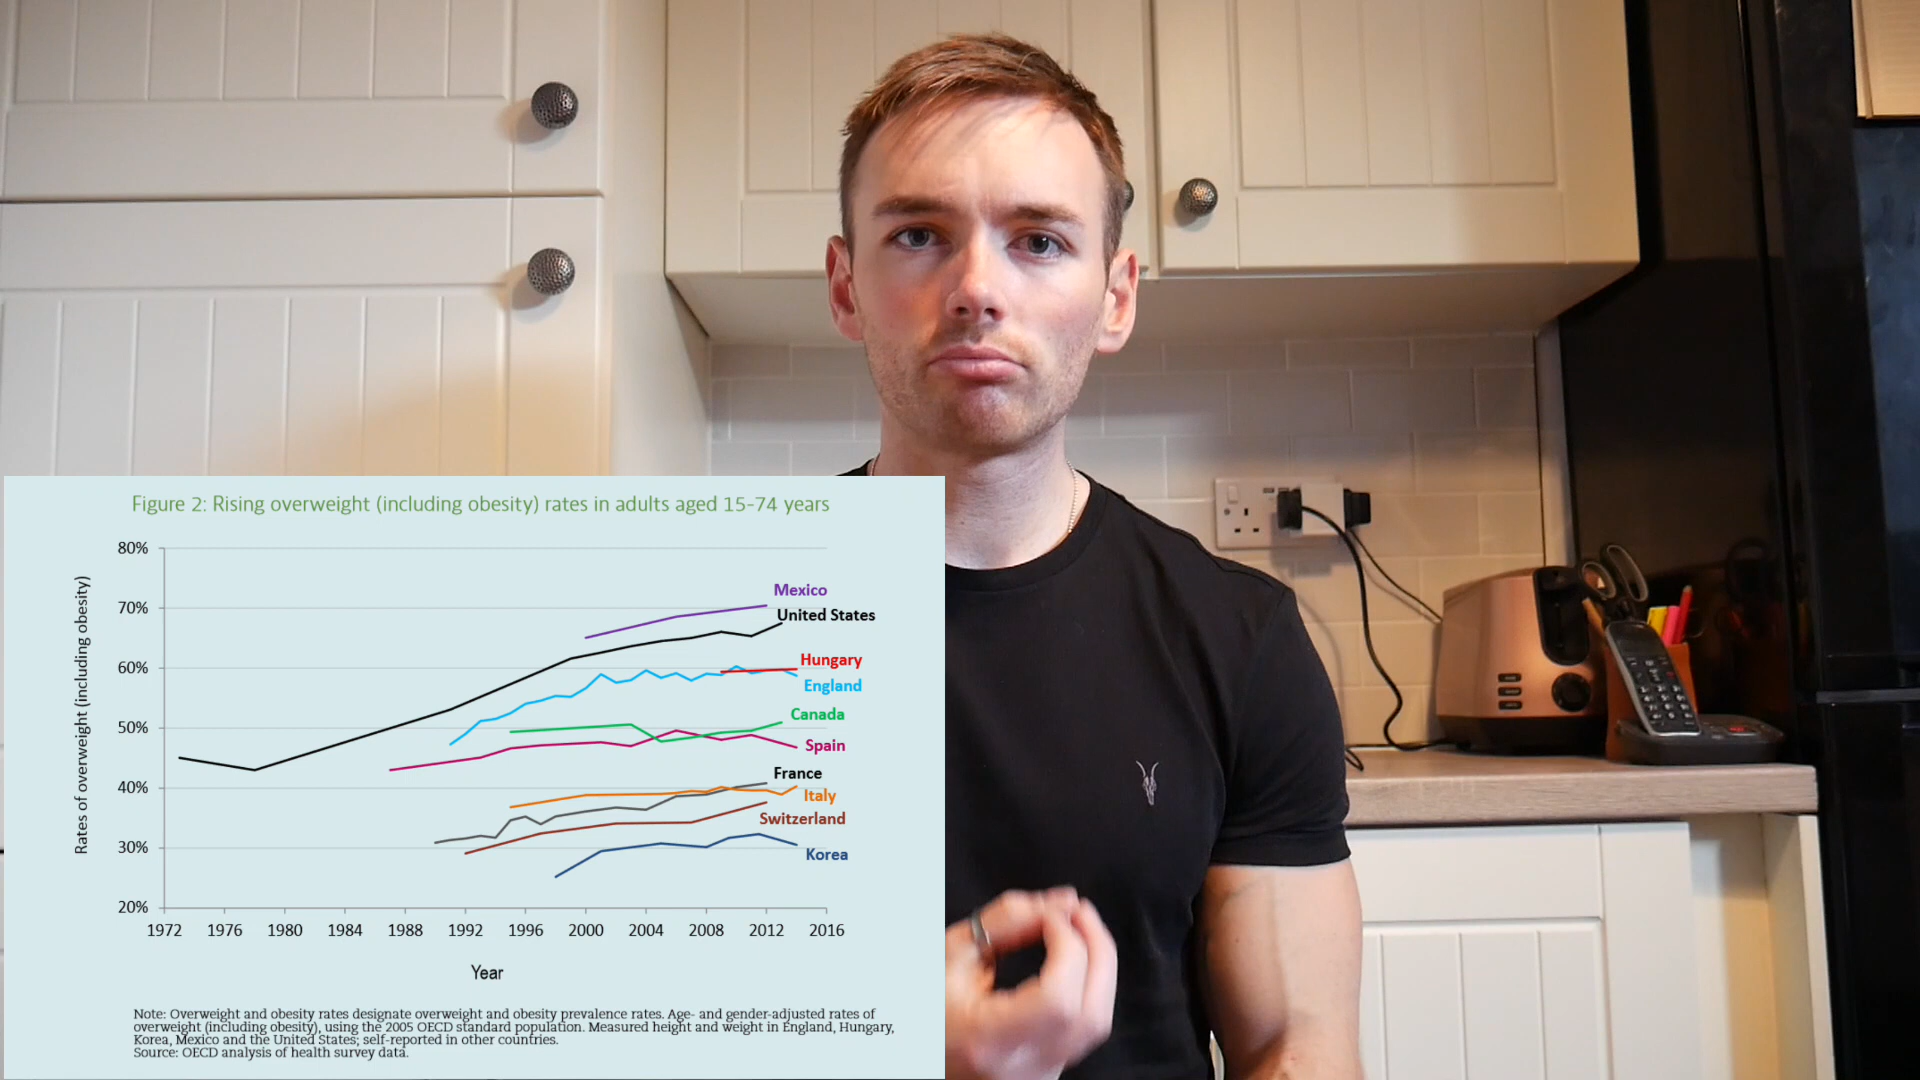 Figure 2: Rising overweight (including obesity) rates in adults aged 15-74 years
Rates of overweight (including obesity)
80%
70%
60%
50%
40%
30%
20%
Mexico
United States
Hungary
England
Canada
Spain
France
Italy
Switzerland
Korea
1972 1976 1980 1984 1988 1992 1996 2000 2004 2008 2012 2016
Year
Note: Overweight and obesity rates designate overweight and obesity prevalence rates. Age- and gender-adjusted rates of
overweight (including obesity), using the 2005 OECD standard population. Measured height and weight in England, Hungary,
Korea, Mexico and the United States; self-reported in other countries.
Source: OECD analysis of health survey data.